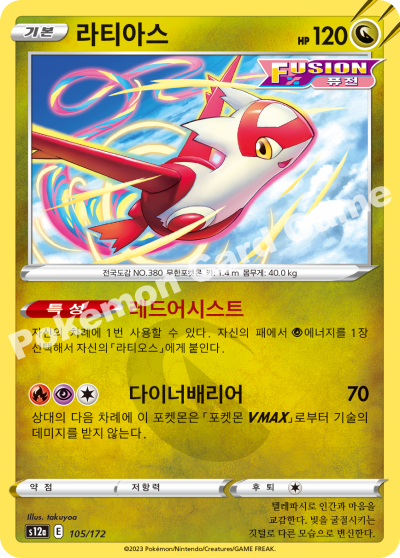 기본 라티아스 HP 120
FUSION
퓨전
전국도감 NO.380 무한포켓몬 키: 1.4 m 몸무게: 40.0 kg
Pokémon Card Game
특성 레드어시스트
자신의 차례에 1번 사용할 수 있다. 자신의 패에서 에너지를 1장
선택해서 자신의 「라티오스」에게 붙인다.
다이너배리어 70
상대의 다음 차례에 이 포켓몬은 「포켓몬 VMAX」로부터 기술의
데미지를 받지 않는다.
약점 저항력 후퇴
Illus. takuyoa
s12a E 105/172
텔레파시로 인간과 마음을
교감한다. 빛을 굴절시키는
깃털로 다른 모습으로 변신한다.
©2023 Pokémon/Nintendo/Creatures/GAME FREAK.